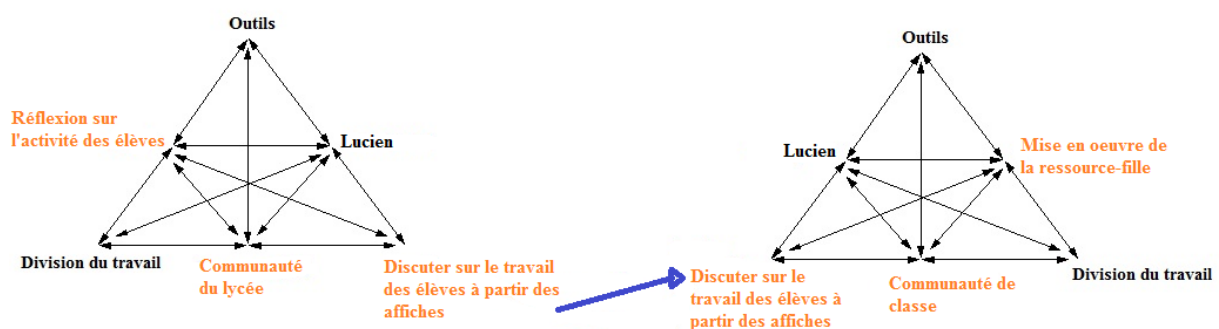 Outils
Réflexion sur
l'activité des élèves
Lucien
Division du travail
Communauté
du lycée
Discuter sur le travail
des élèves à partir des
affiches
Outils
Lucien
Mise en oeuvre de
la ressource-fille
Discuter sur le
travail des élèves à
partir des affiches
Communauté de
classe
Division du travail